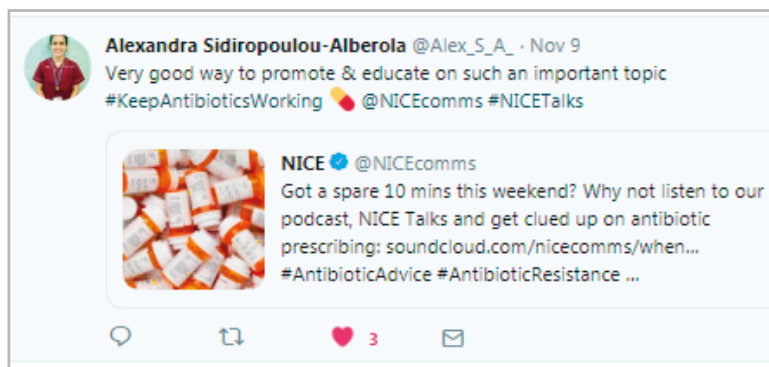 Alexandra Sidiropoulou-Alberola @Alex_S_A_ · Nov 9
Very good way to promote & educate on such an important topic
#KeepAntibioticsWorking 💊 @NICEcomms #NICETalks
NICE @NICEcomms
Got a spare 10 mins this weekend? Why not listen to our
podcast, NICE Talks and get clued up on antibiotic
prescribing: soundcloud.com/nicecomms/when...
#AntibioticAdvice #AntibioticResistance ...
3